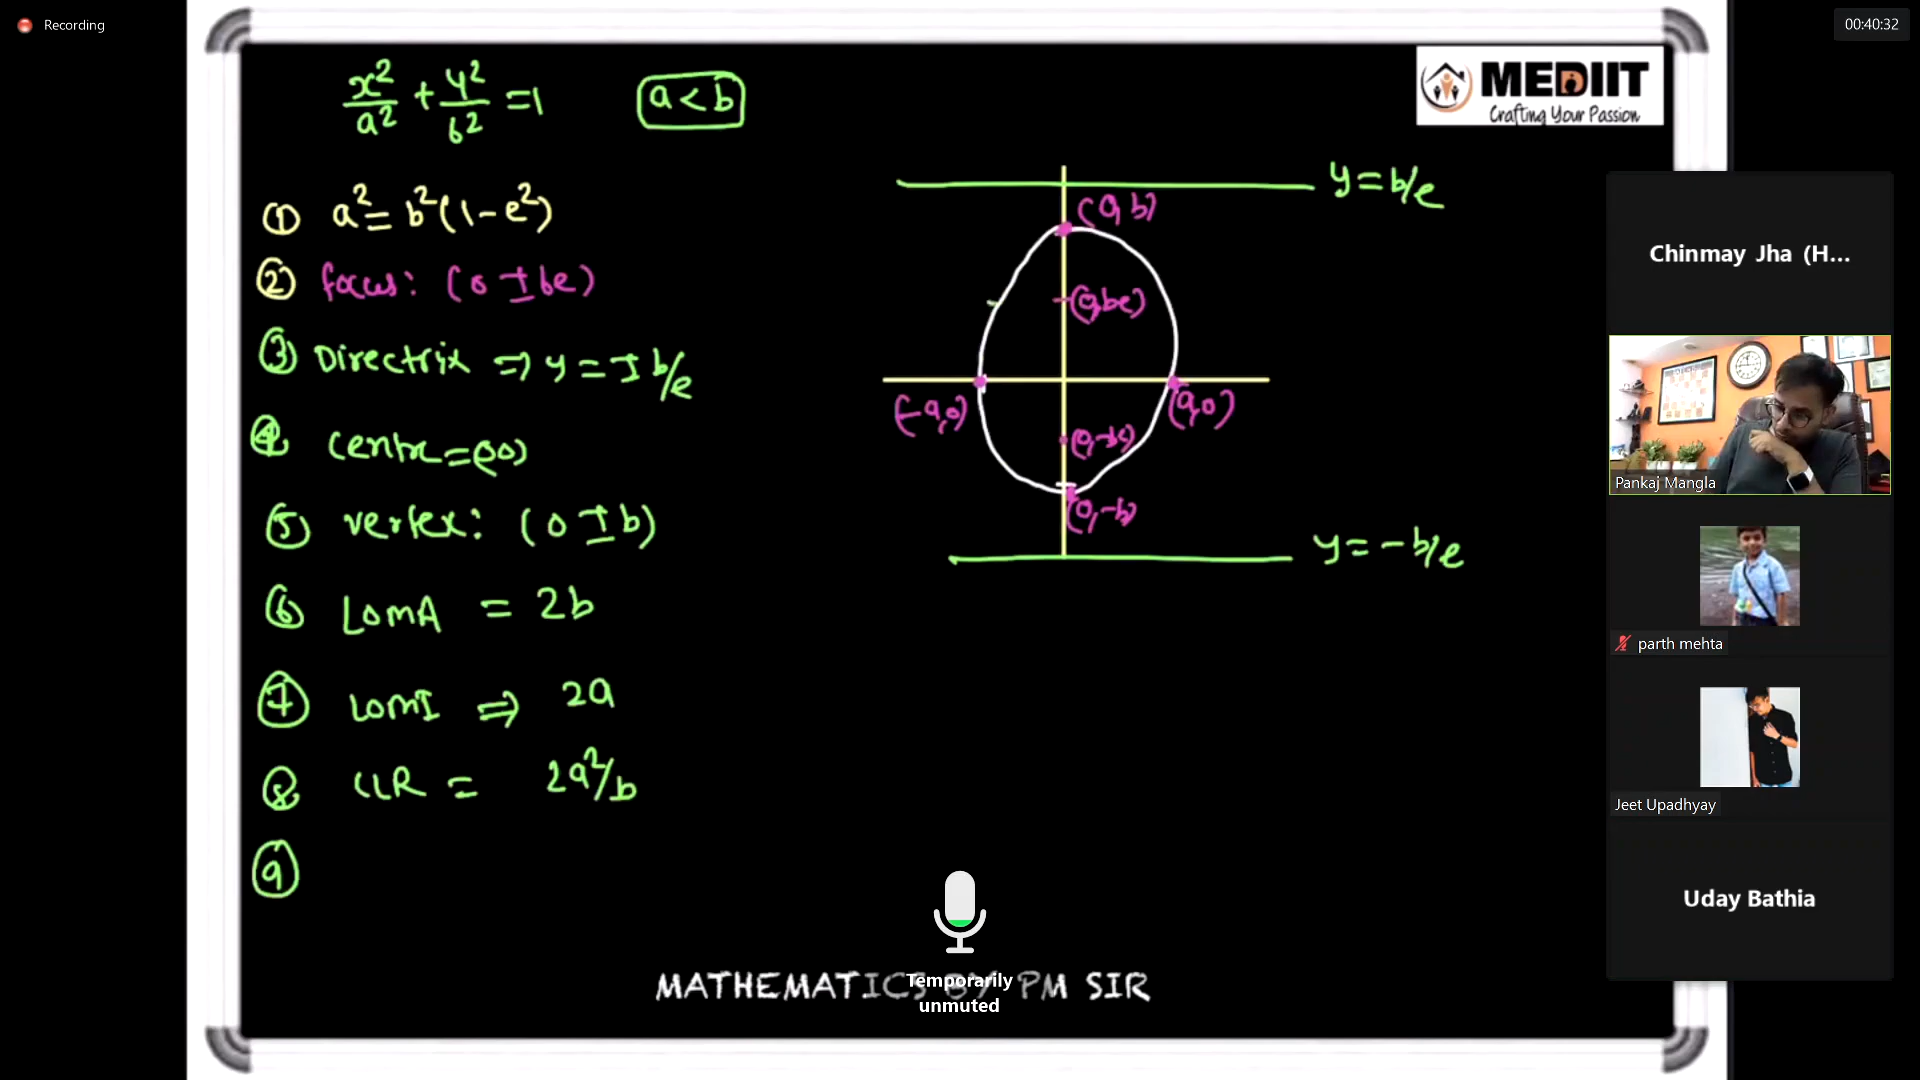 Recording
00:40:32
x²/a² + y²/b² = 1
a < b
MEDIIT
Crafting Your Passion
① a² = b²(1 - e²)
② focus: (0 ± be)
③ Directrix ⇒ y = ± b/e
④ centre = (0 0)
⑤ vertex: (0 ± b)
⑥ LOMA = 2b
⑦ LOMI ⇒ 2a
⑧ LLR = 2a²/b
⑨
y = b/e
(0, b)
(0, be)
(-a, 0)
(a, 0)
(0, -be)
(0, -b)
y = - b/e
MATHEMATICS BY PM SIR
Temporarily
unmuted
Chinmay Jha (H...
Pankaj Mangla
parth mehta
Jeet Upadhyay
Uday Bathia